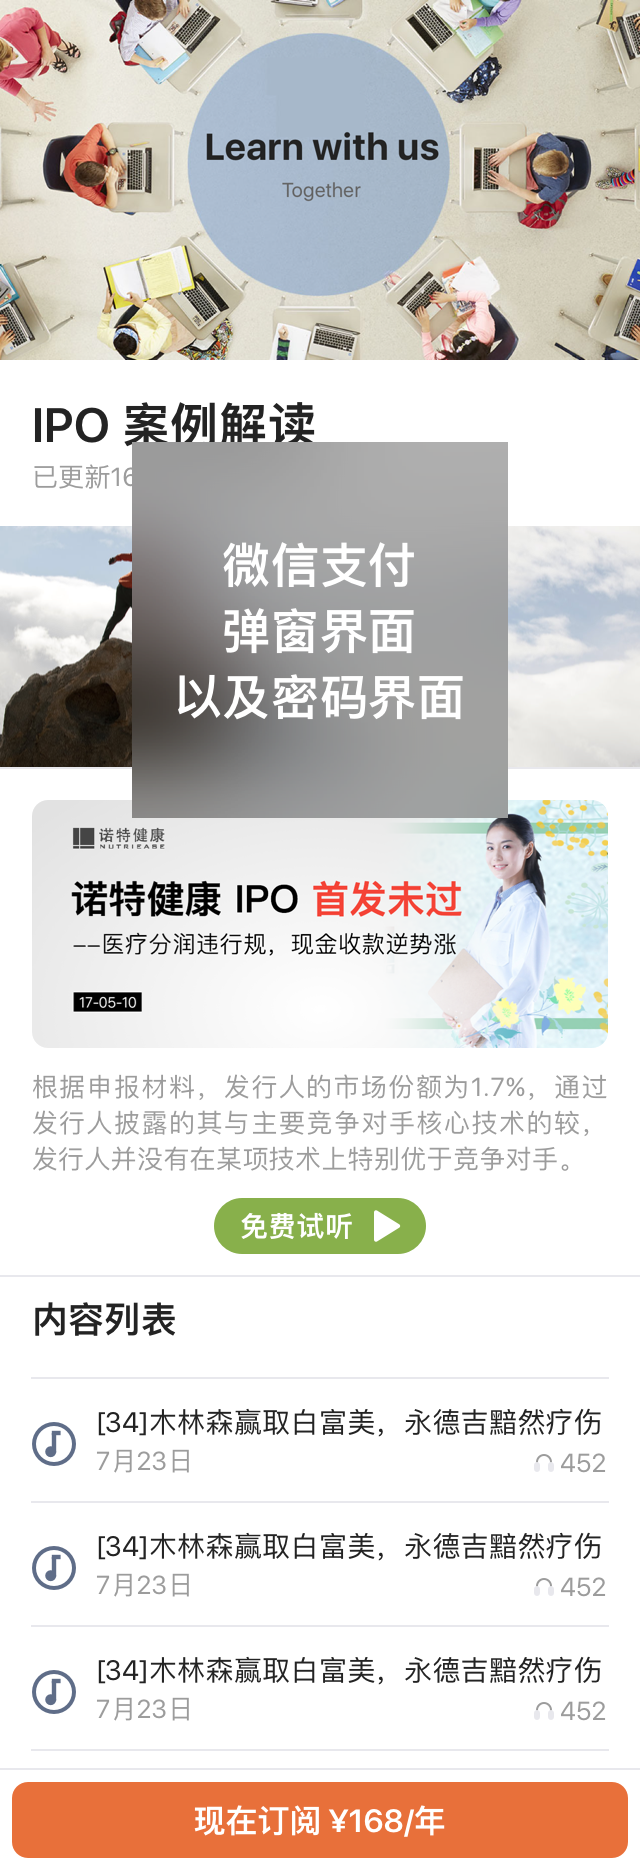 Learn with us
Together
IPO 案例解读
已更新16
微信支付
弹窗界面
以及密码界面
诺特健康
NUTRIEABE
诺特健康 IPO 首发未过
--医疗分润违行规，现金收款逆势涨
17-05-10
根据申报材料，发行人的市场份额为1.7%，通过
发行人披露的其与主要竞争对手核心技术的较，
发行人并没有在某项技术上特别优于竞争对手。
免费试听
内容列表
[34]木林森赢取白富美，永德吉黯然疗伤
7月23日
452
[34]木林森赢取白富美，永德吉黯然疗伤
7月23日
452
[34]木林森赢取白富美，永德吉黯然疗伤
7月23日
452
现在订阅 ¥168/年